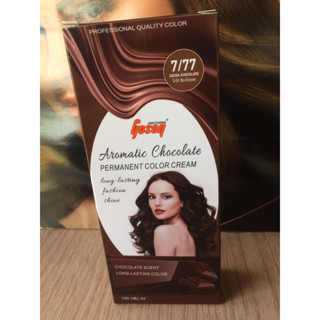 PROFESSIONAL QUALITY COLOR
7/77
COCOA CHOCOLATE
Aromatic Chocolate
PERMANENT COLOR CREAM
long-lasting
fashion
shine
CHOCOLATE SCENT
LONG-LASTING COLOR